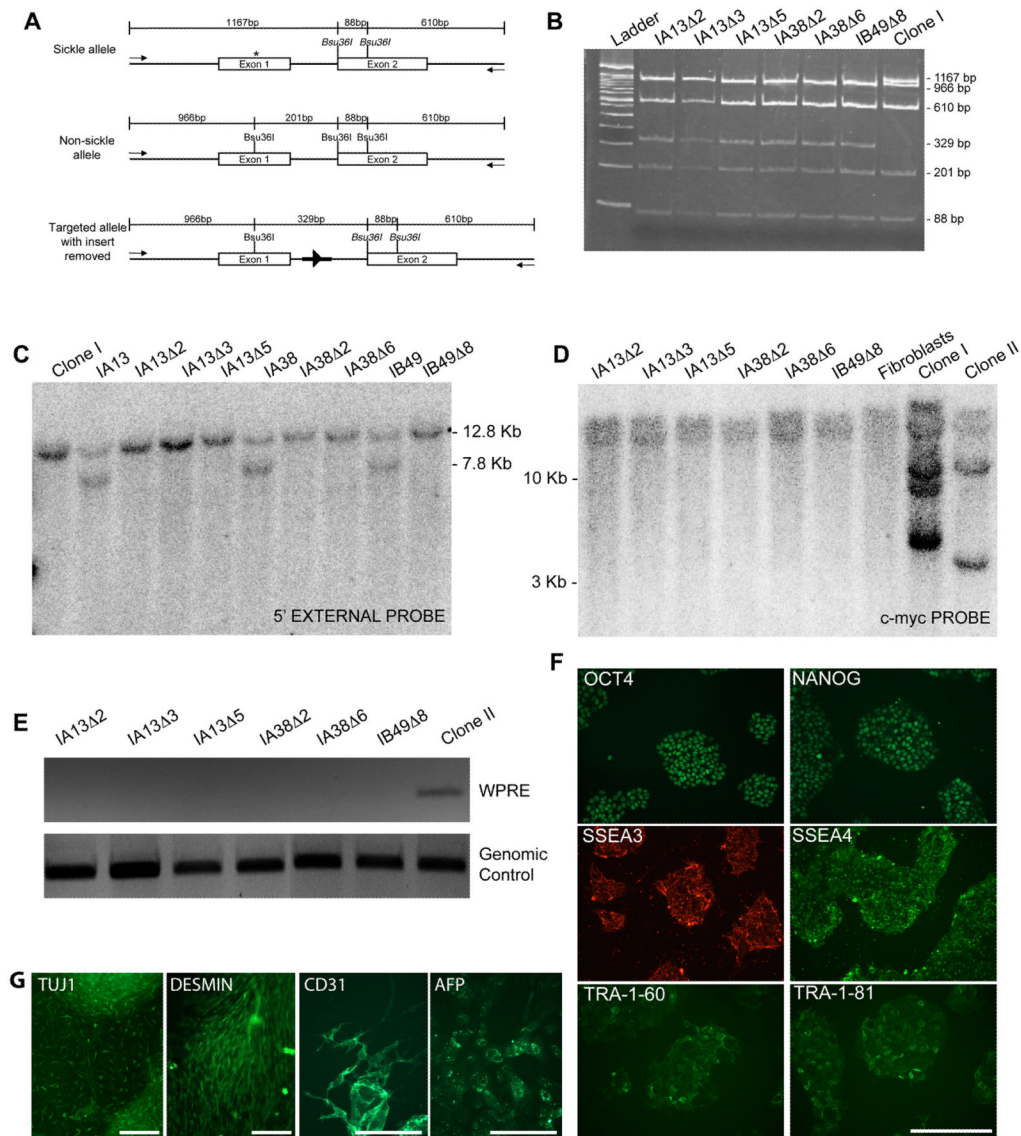 A
1167bp 88bp 610bp
Sickle allele
Bsu36I Bsu36I
*
Exon 1 Exon 2
966bp 201bp 88bp 610bp
Non-sickle
allele
Bsu36I Bsu36I Bsu36I
Exon 1 Exon 2
966bp 329bp 88bp 610bp
Targeted allele
with insert
removed
Bsu36I Bsu36I Bsu36I
Exon 1 Exon 2
B
Ladder IA13Δ2 IA13Δ3 IA13Δ5 IA38Δ2 IA38Δ6 IB49Δ8 Clone I
- 1167 bp
- 966 bp
- 610 bp
- 329 bp
- 201 bp
- 88 bp
C
Clone I IA13 IA13Δ2 IA13Δ3 IA13Δ5 IA38 IA38Δ2 IA38Δ6 IB49 IB49Δ8
- 12.8 Kb
- 7.8 Kb
5' EXTERNAL PROBE
D
IA13Δ2 IA13Δ3 IA13Δ5 IA38Δ2 IA38Δ6 IB49Δ8 Fibroblasts Clone I Clone II
10 Kb -
3 Kb -
c-myc PROBE
E
IA13Δ2 IA13Δ3 IA13Δ5 IA38Δ2 IA38Δ6 IB49Δ8 Clone II
WPRE
Genomic
Control
F
OCT4 NANOG
SSEA3 SSEA4
TRA-1-60 TRA-1-81
G
TUJ1 DESMIN CD31 AFP